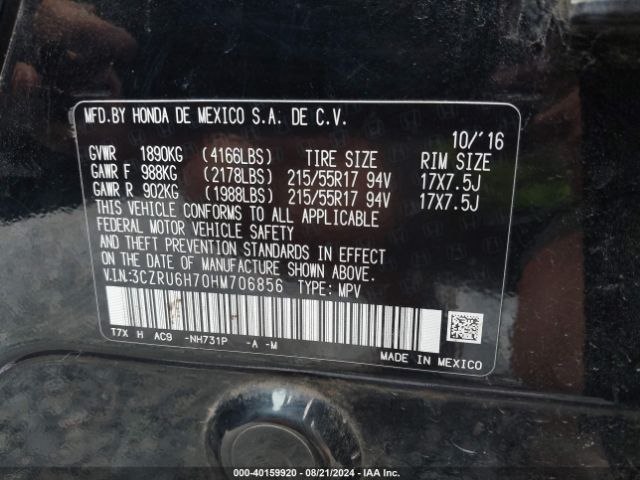 MFD.BY HONDA DE MEXICO S.A. DE C.V.
10/'16
GVWR 1890KG (4166LBS) TIRE SIZE RIM SIZE
GAWR F 988KG (2178LBS) 215/55R17 94V 17X7.5J
GAWR R 902KG (1988LBS) 215/55R17 94V 17X7.5J
THIS VEHICLE CONFORMS TO ALL APPLICABLE
FEDERAL MOTOR VEHICLE SAFETY
AND THEFT PREVENTION STANDARDS IN EFFECT
ON THE DATE OF MANUFACTURE SHOWN ABOVE.
V.I.N:3CZRU6H70HM706856 TYPE: MPV
T7X H AC9 -NH731P -A -M
MADE IN MEXICO
000-40159920 - 08/21/2024 - IAA Inc.